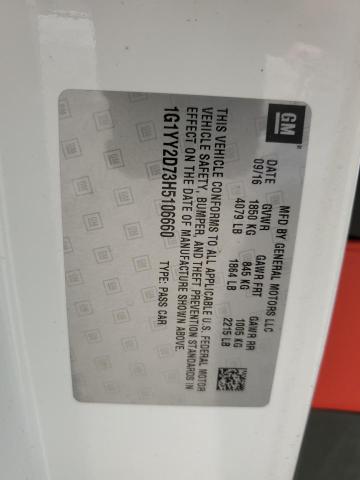 GM
MFD BY GENERAL MOTORS LLC
DATE GVWR GAWR FRT GAWR RR
09/16 1850 KG 845 KG 1005 KG
4079 LB 1864 LB 2215 LB
THIS VEHICLE CONFORMS TO ALL APPLICABLE U.S. FEDERAL MOTOR
VEHICLE SAFETY, BUMPER, AND THEFT PREVENTION STANDARDS IN
EFFECT ON THE DATE OF MANUFACTURE SHOWN ABOVE.
1G1YY2D73H5106660 TYPE: PASS CAR